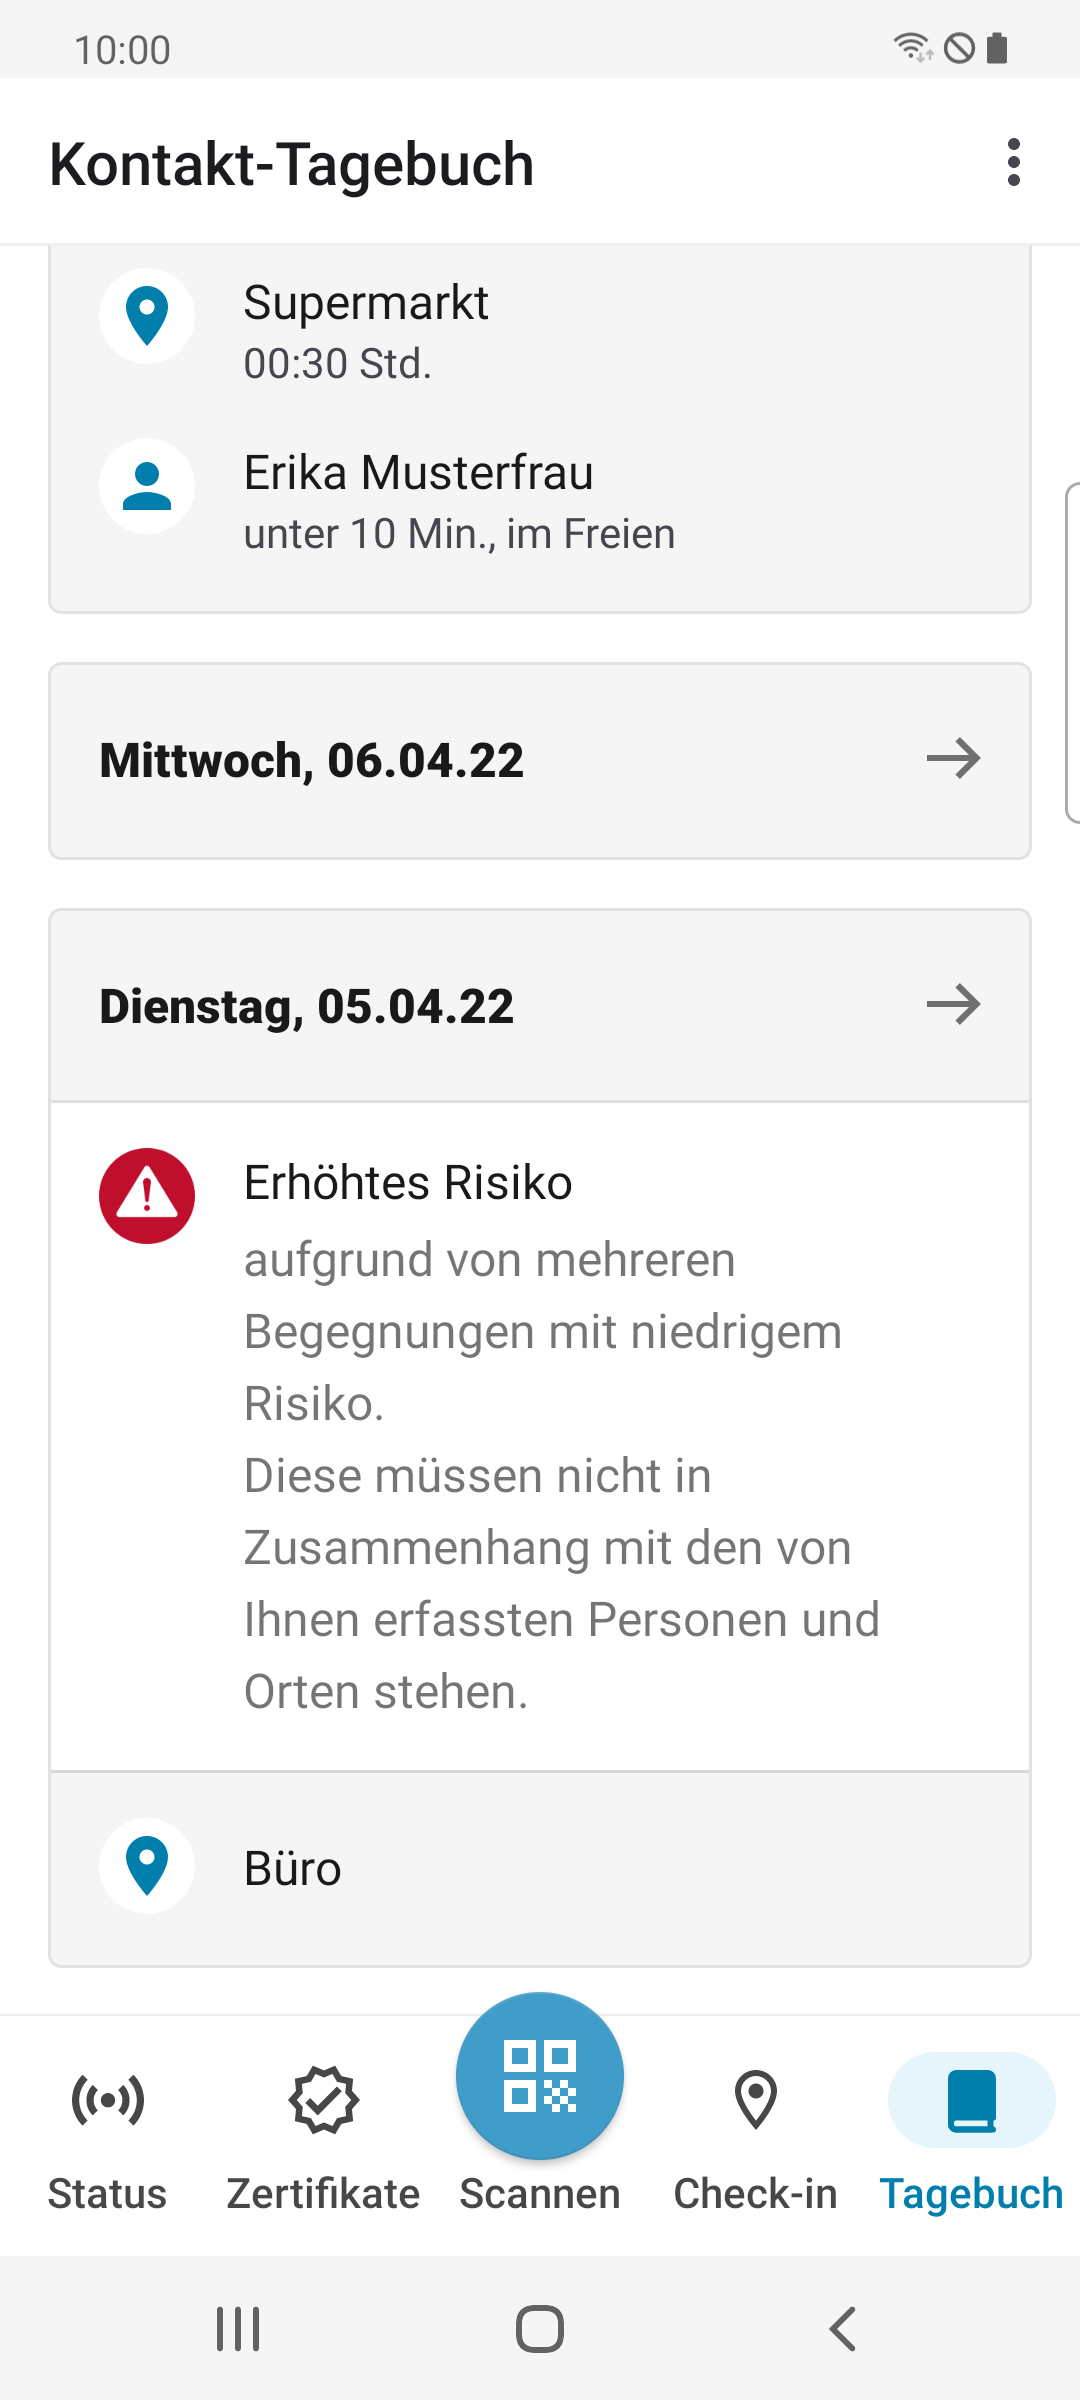 10:00
Kontakt-Tagebuch
Supermarkt
00:30 Std.
Erika Musterfrau
unter 10 Min., im Freien
Mittwoch, 06.04.22
Dienstag, 05.04.22
Erhöhtes Risiko
aufgrund von mehreren
Begegnungen mit niedrigem
Risiko.
Diese müssen nicht in
Zusammenhang mit den von
Ihnen erfassten Personen und
Orten stehen.
Büro
Status
Zertifikate
Scannen
Check-in
Tagebuch